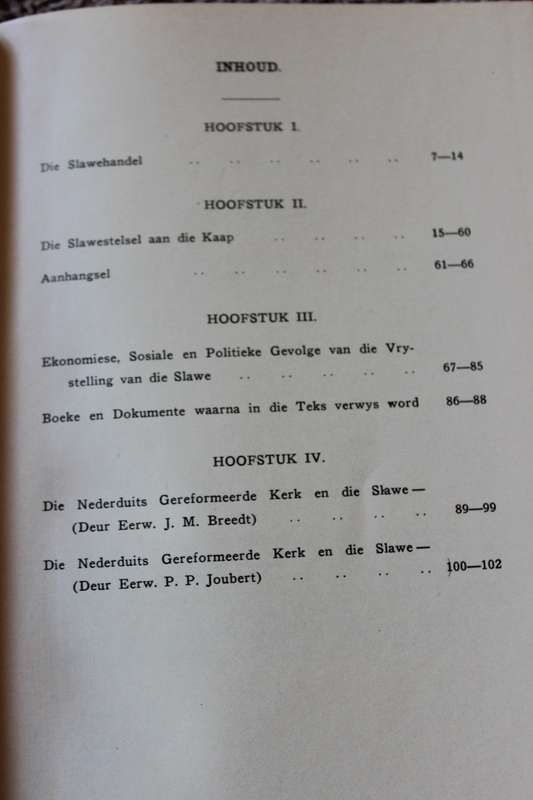 INHOUD.
HOOFSTUK I.
Die Slawehandel .. .. .. .. .. .. 7—14
HOOFSTUK II.
Die Slawestelsel aan die Kaap .. .. .. .. 15—60
Aanhangsel .. .. .. .. .. .. 61—66
HOOFSTUK III.
Ekonomiese, Sosiale en Politieke Gevolge van die Vry-
stelling van die Slawe .. .. .. .. .. 67—85
Boeke en Dokumente waarna in die Teks verwys word 86—88
HOOFSTUK IV.
Die Nederduits Gereformeerde Kerk en die Slawe —
(Deur Eerw. J. M. Breedt) .. .. .. .. 89—99
Die Nederduits Gereformeerde Kerk en die Slawe —
(Deur Eerw. P. P. Joubert) .. .. .. .. 100—102